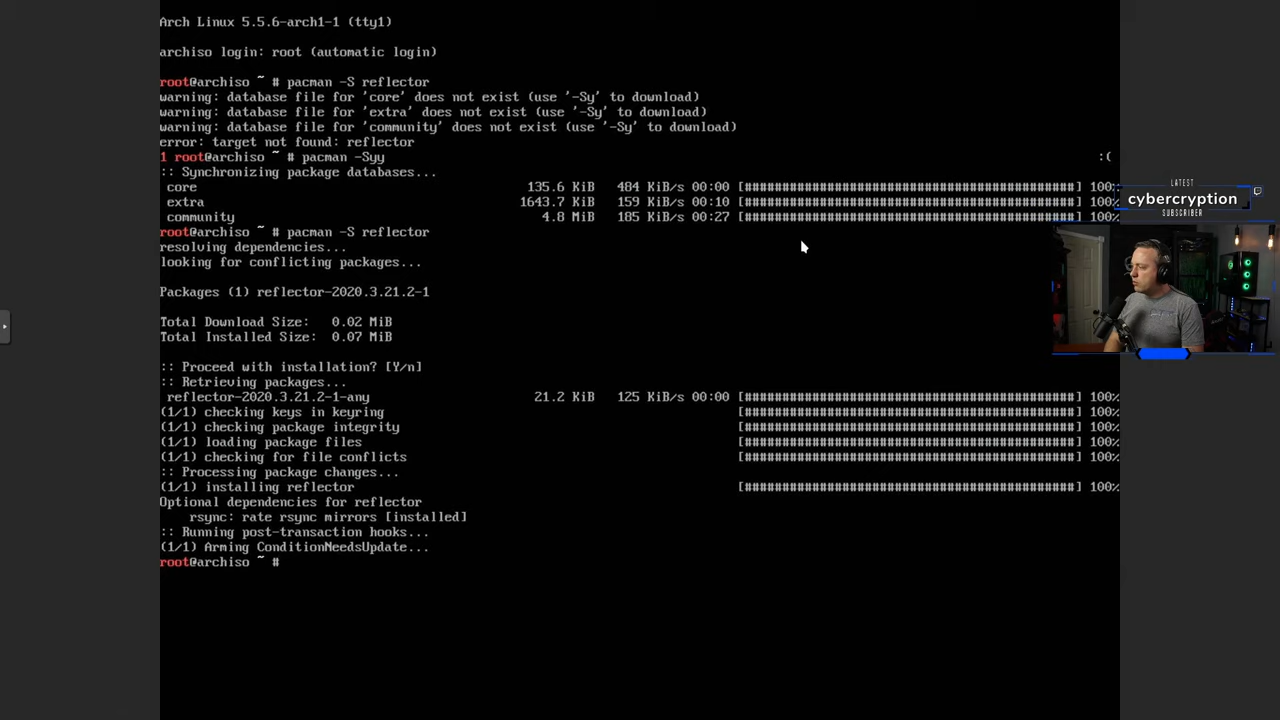 Arch Linux 5.5.6-arch1-1 (tty1)
archiso login: root (automatic login)
root@archiso ~ # pacman -S reflector
warning: database file for 'core' does not exist (use '-Sy' to download)
warning: database file for 'extra' does not exist (use '-Sy' to download)
warning: database file for 'community' does not exist (use '-Sy' to download)
error: target not found: reflector
1 root@archiso ~ # pacman -Syy :(
:: Synchronizing package databases...
core 135.6 KiB 484 KiB/s 00:00 [#############################################] 100%
extra 1643.7 KiB 159 KiB/s 00:10 [#############################################] 100%
community 4.8 MiB 185 KiB/s 00:27 [#############################################] 100%
root@archiso ~ # pacman -S reflector
resolving dependencies...
looking for conflicting packages...
Packages (1) reflector-2020.3.21.2-1
Total Download Size: 0.02 MiB
Total Installed Size: 0.07 MiB
:: Proceed with installation? [Y/n]
:: Retrieving packages...
reflector-2020.3.21.2-1-any 21.2 KiB 125 KiB/s 00:00 [#############################################] 100%
(1/1) checking keys in keyring [#############################################] 100%
(1/1) checking package integrity [#############################################] 100%
(1/1) loading package files [#############################################] 100%
(1/1) checking for file conflicts [#############################################] 100%
:: Processing package changes...
(1/1) installing reflector [#############################################] 100%
Optional dependencies for reflector
rsync: rate rsync mirrors [installed]
:: Running post-transaction hooks...
(1/1) Arming ConditionNeedsUpdate...
root@archiso ~ #
LATEST
cybercryption
SUBSCRIBER